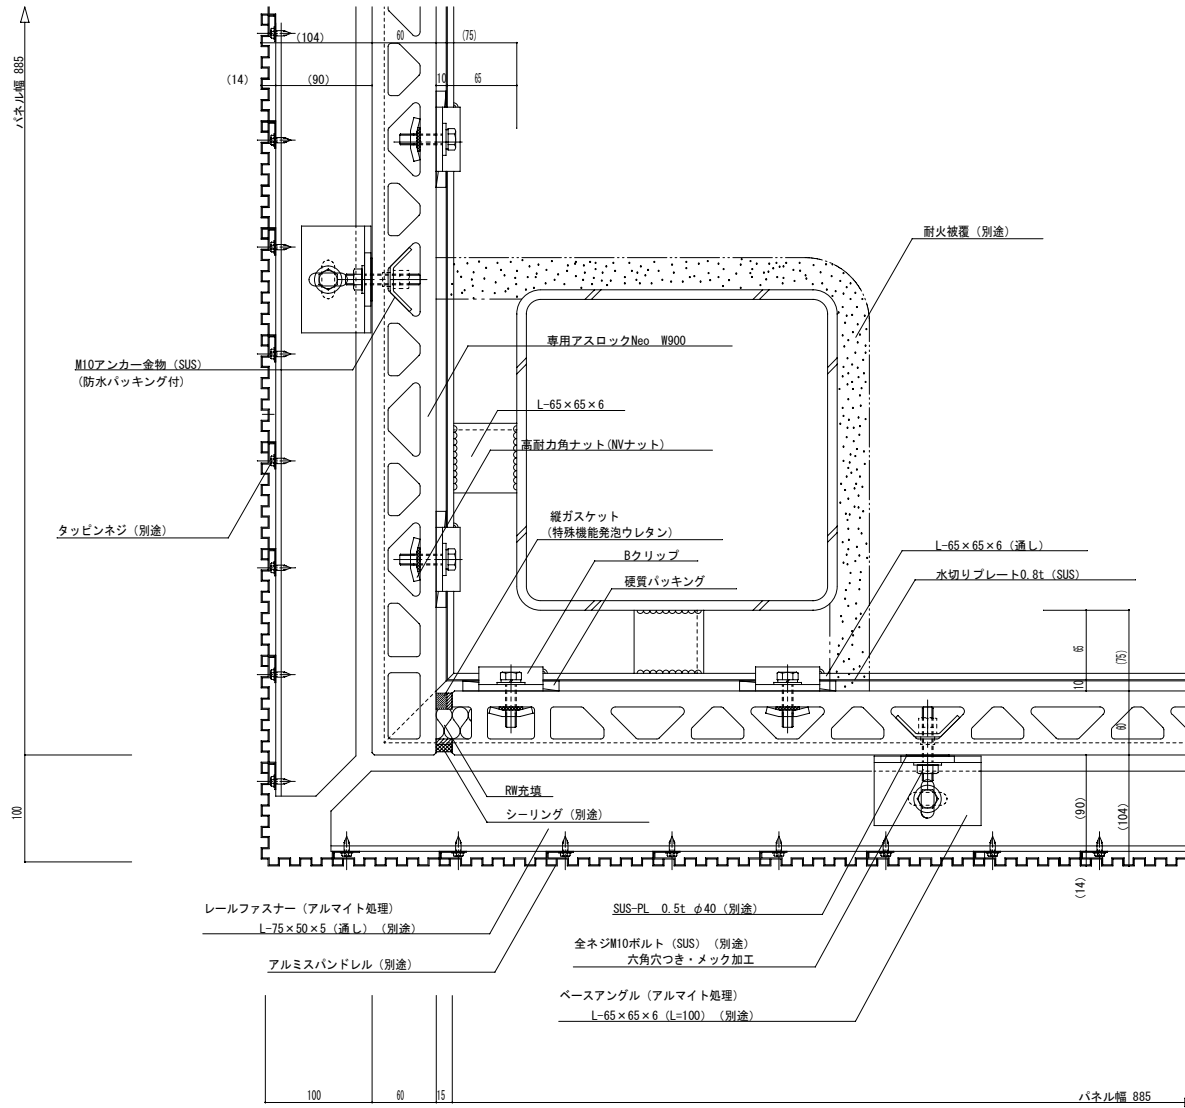 (104)
60
(75)
(14)
(90)
10
65
パネル幅 885
耐火被覆（別途）
専用アスロックNeo　W900
M10アンカー金物（SUS）
（防水パッキング付）
L-65×65×6
高耐力角ナット(NVナット)
縦ガスケット
（特殊機能発泡ウレタン）
タッピンネジ（別途）
Bクリップ
硬質パッキング
L-65×65×6（通し）
水切りプレート0.8t（SUS）
65
(75)
10
60
RW充填
シーリング（別途）
100
(90)
(104)
(14)
レールファスナー（アルマイト処理）
L-75×50×5（通し）（別途）
アルミスパンドレル（別途）
SUS-PL　0.5t　φ40（別途）
全ネジM10ボルト（SUS）（別途）
六角穴つき・メック加工
ベースアングル（アルマイト処理）
L-65×65×6（L=100）（別途）
100
60
15
パネル幅 885